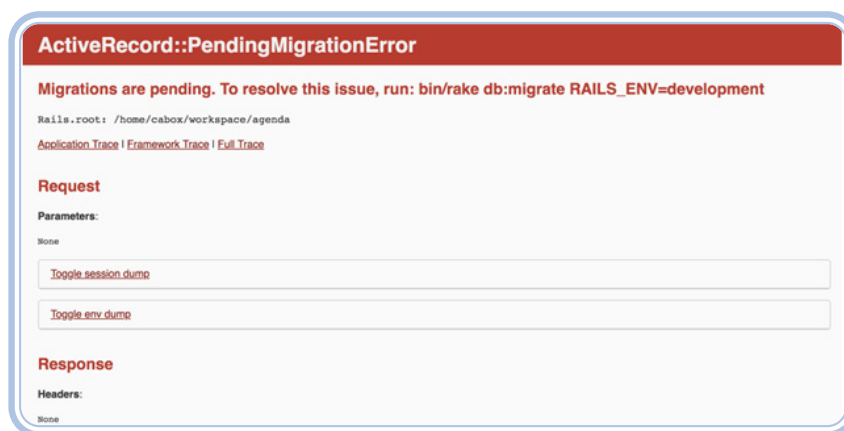 ActiveRecord::PendingMigrationError
Migrations are pending. To resolve this issue, run: bin/rake db:migrate RAILS_ENV=development
Rails.root: /home/cabox/workspace/agenda
Application Trace | Framework Trace | Full Trace
Request
Parameters:
None
Toggle session dump
Toggle env dump
Response
Headers:
None